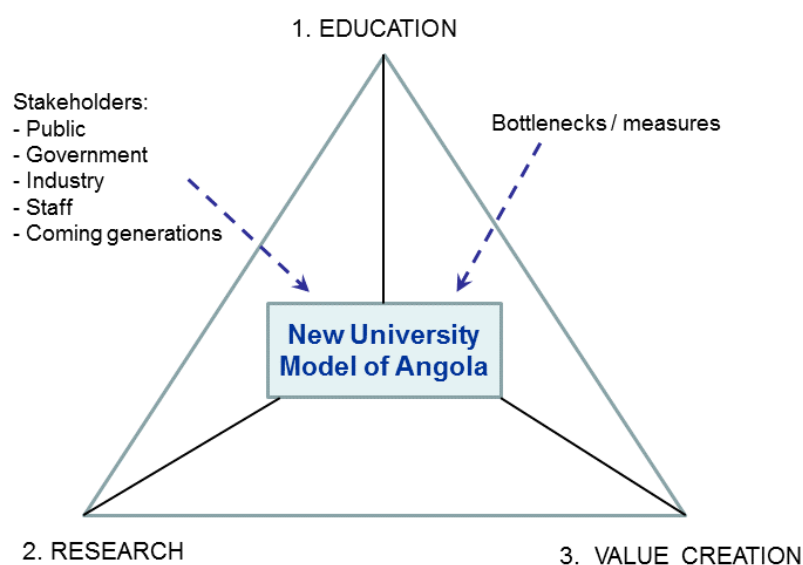 1. EDUCATION
Stakeholders:
- Public
- Government
- Industry
- Staff
- Coming generations
Bottlenecks / measures
New University
Model of Angola
2. RESEARCH
3. VALUE CREATION